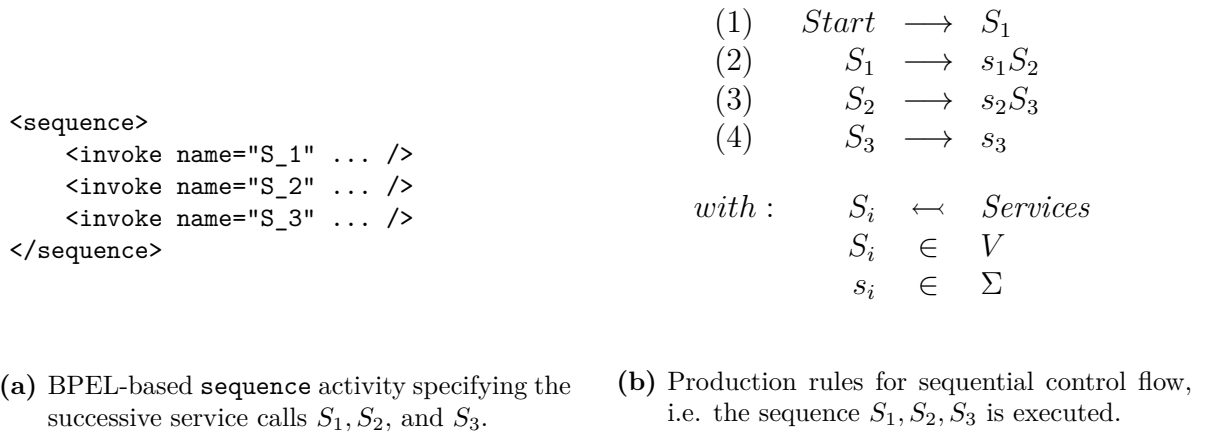 <sequence>
    <invoke name="S_1" ... />
    <invoke name="S_2" ... />
    <invoke name="S_3" ... />
</sequence>
(a) BPEL-based sequence activity specifying the
successive service calls S₁, S₂, and S₃.
(1) Start ⟶ S₁
(2) S₁ ⟶ s₁S₂
(3) S₂ ⟶ s₂S₃
(4) S₃ ⟶ s₃
with : Sᵢ ⤙ Services
Sᵢ ∈ V
sᵢ ∈ Σ
(b) Production rules for sequential control flow,
i.e. the sequence S₁, S₂, S₃ is executed.